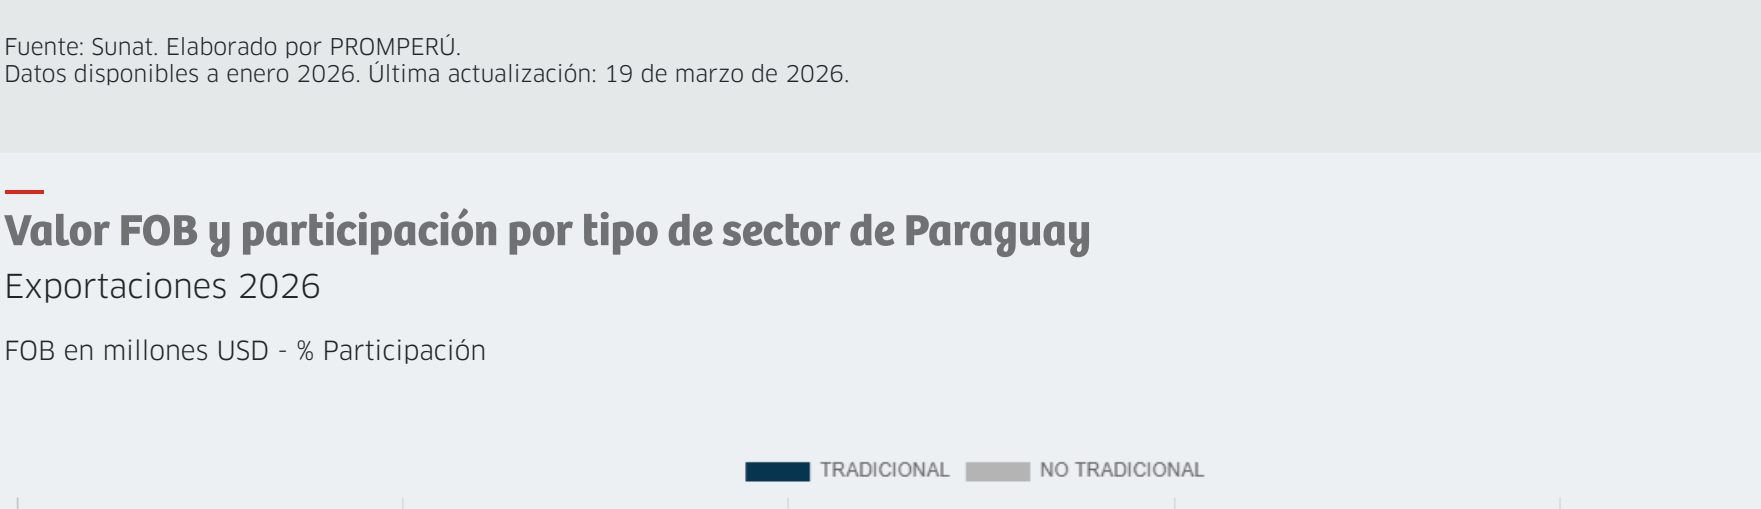 Fuente: Sunat. Elaborado por PROMPERÚ.
Datos disponibles a enero 2026. Última actualización: 19 de marzo de 2026.
Valor FOB y participación por tipo de sector de Paraguay
Exportaciones 2026
FOB en millones USD - % Participación
TRADICIONAL NO TRADICIONAL